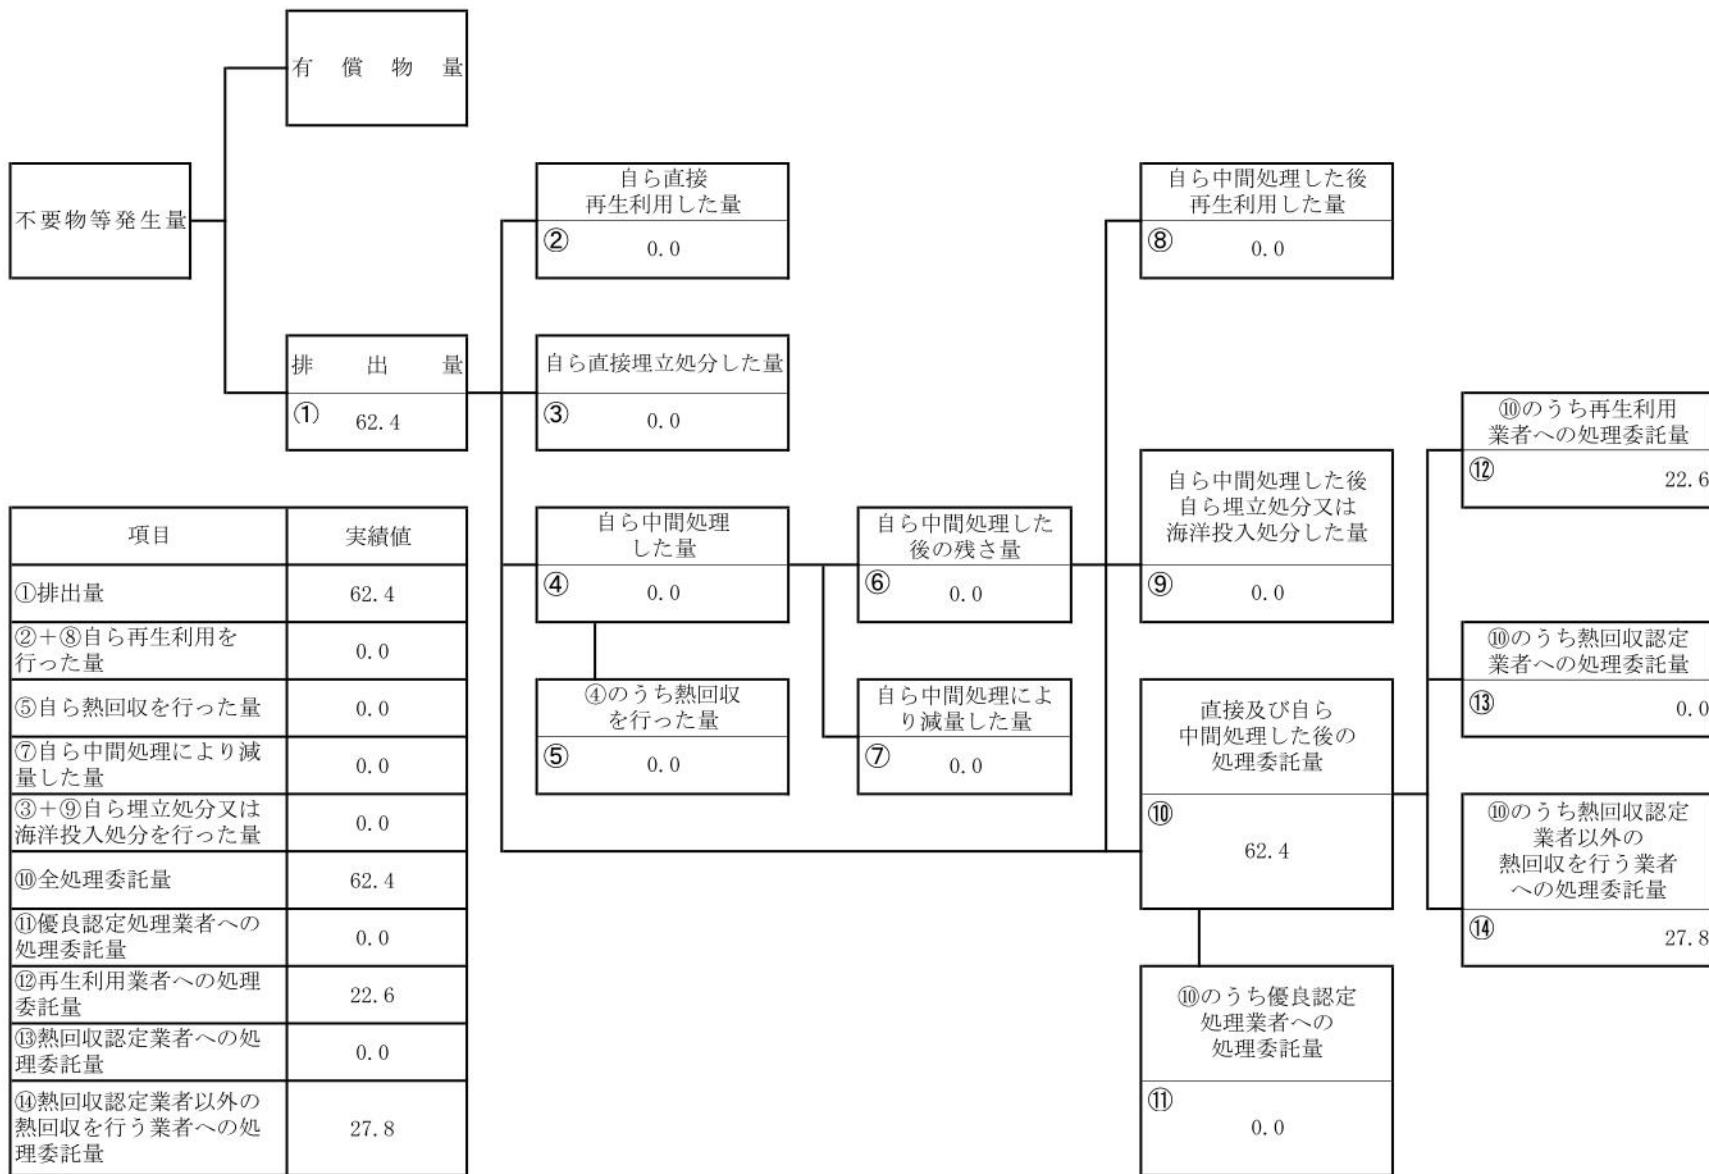 有償物量
不要物等発生量
排出量
① 62.4
自ら直接
再生利用した量
② 0.0
自ら直接埋立処分した量
③ 0.0
自ら中間処理
した量
④ 0.0
④のうち熱回収
を行った量
⑤ 0.0
自ら中間処理した
後の残さ量
⑥ 0.0
自ら中間処理によ
り減量した量
⑦ 0.0
自ら中間処理した後
再生利用した量
⑧ 0.0
自ら中間処理した後
自ら埋立処分又は
海洋投入処分した量
⑨ 0.0
直接及び自ら
中間処理した後の
処理委託量
⑩
62.4
⑩のうち優良認定
処理業者への
処理委託量
⑪
0.0
⑩のうち再生利用
業者への処理委託量
⑫ 22.6
⑩のうち熱回収認定
業者への処理委託量
⑬ 0.0
⑩のうち熱回収認定
業者以外の
熱回収を行う業者
への処理委託量
⑭ 27.8
項目 実績値
①排出量 62.4
②+⑧自ら再生利用を
行った量 0.0
⑤自ら熱回収を行った量 0.0
⑦自ら中間処理により減
量した量 0.0
③+⑨自ら埋立処分又は
海洋投入処分を行った量 0.0
⑩全処理委託量 62.4
⑪優良認定処理業者への
処理委託量 0.0
⑫再生利用業者への処理
委託量 22.6
⑬熱回収認定業者への処
理委託量 0.0
⑭熱回収認定業者以外の
熱回収を行う業者への処
理委託量 27.8